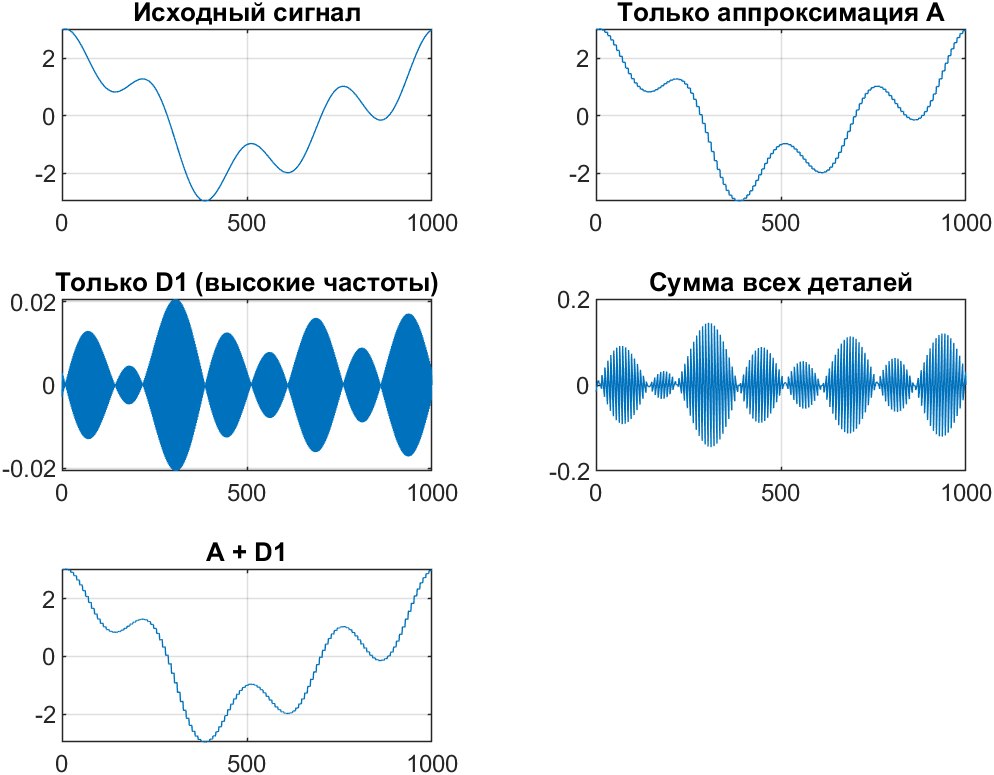 Исходный сигнал
2
0
-2
0 500 1000
Только аппроксимация A
2
0
-2
0 500 1000
Только D1 (высокие частоты)
0.02
0
-0.02
0 500 1000
Сумма всех деталей
0.2
0
-0.2
0 500 1000
A + D1
2
0
-2
0 500 1000